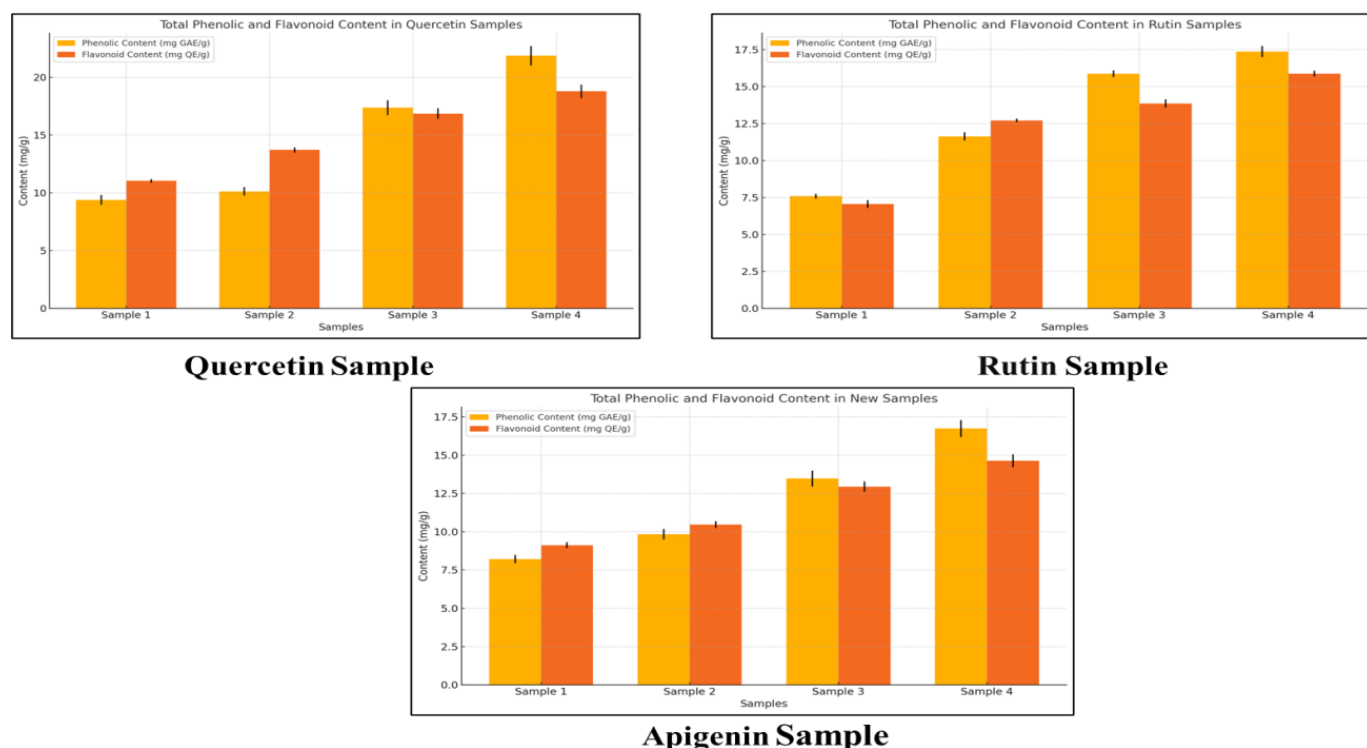 Total Phenolic and Flavonoid Content in Quercetin Samples
Phenolic Content (mg GAE/g)
Flavonoid Content (mg QE/g)
20
15
10
5
0
Content (mg/g)
Sample 1 Sample 2 Sample 3 Sample 4
Samples
Quercetin Sample
Total Phenolic and Flavonoid Content in Rutin Samples
Phenolic Content (mg GAE/g)
Flavonoid Content (mg QE/g)
17.5
15.0
12.5
10.0
7.5
5.0
2.5
0.0
Content (mg/g)
Sample 1 Sample 2 Sample 3 Sample 4
Samples
Rutin Sample
Total Phenolic and Flavonoid Content in New Samples
Phenolic Content (mg GAE/g)
Flavonoid Content (mg QE/g)
17.5
15.0
12.5
10.0
7.5
5.0
2.5
0.0
Content (mg/g)
Sample 1 Sample 2 Sample 3 Sample 4
Samples
Apigenin Sample